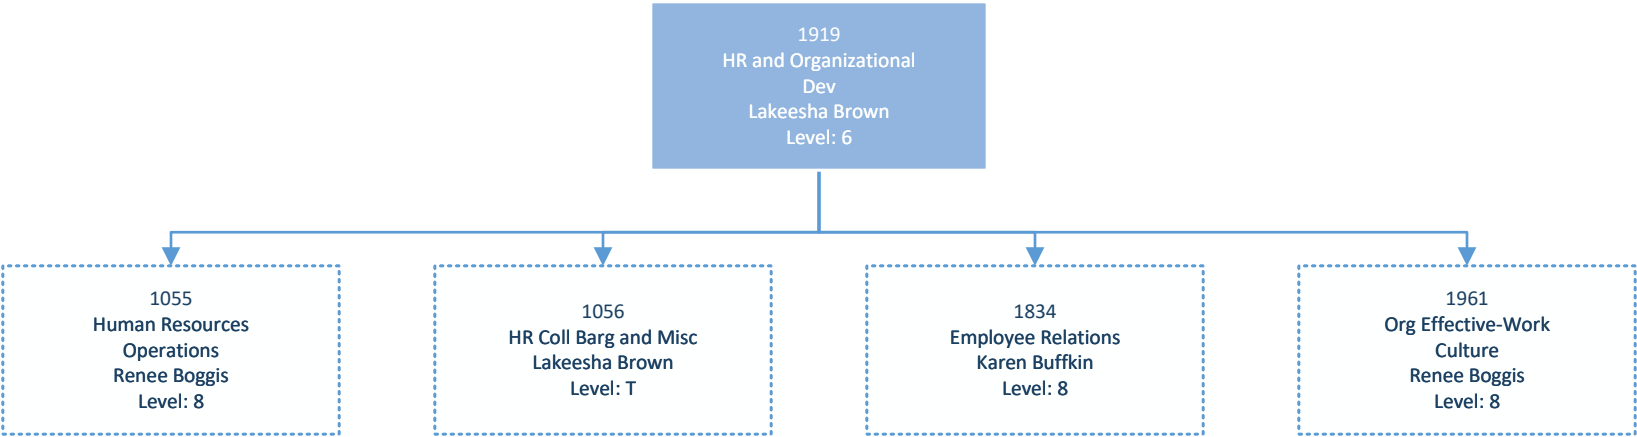 1919
HR and Organizational
Dev
Lakeesha Brown
Level: 6
1055
Human Resources
Operations
Renee Boggis
Level: 8
1056
HR Coll Barg and Misc
Lakeesha Brown
Level: T
1834
Employee Relations
Karen Buffkin
Level: 8
1961
Org Effective-Work
Culture
Renee Boggis
Level: 8